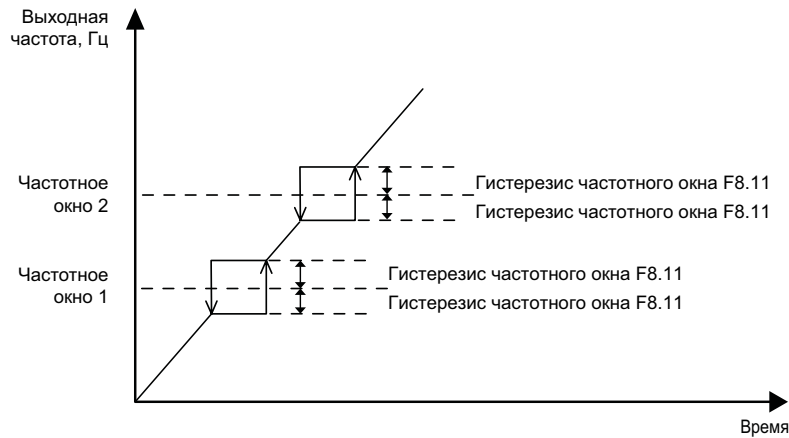 Выходная
частота, Гц
Частотное
окно 2
Гистерезис частотного окна F8.11
Гистерезис частотного окна F8.11
Частотное
окно 1
Гистерезис частотного окна F8.11
Гистерезис частотного окна F8.11
Время